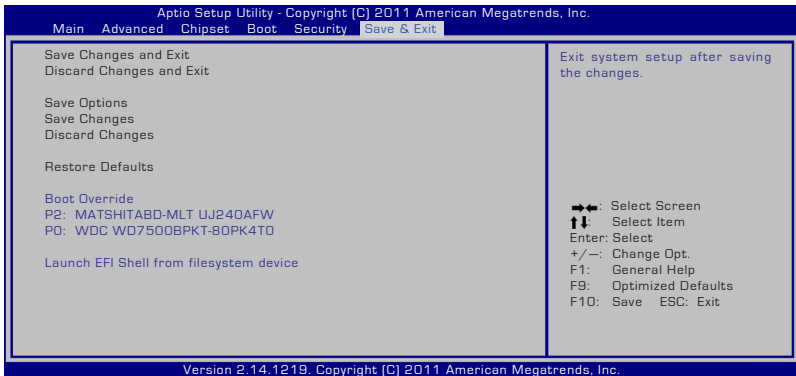 Aptio Setup Utility - Copyright (C) 2011 American Megatrends, Inc.
Main Advanced Chipset Boot Security Save & Exit
Save Changes and Exit
Discard Changes and Exit
Save Options
Save Changes
Discard Changes
Restore Defaults
Boot Override
P2: MATSHITABD-MLT UJ240AFW
P0: WDC WD7500BPKT-80PK4T0
Launch EFI Shell from filesystem device
Exit system setup after saving
the changes.
→←: Select Screen
↑↓: Select Item
Enter: Select
+/—: Change Opt.
F1: General Help
F9: Optimized Defaults
F10: Save ESC: Exit
Version 2.14.1219. Copyright (C) 2011 American Megatrends, Inc.